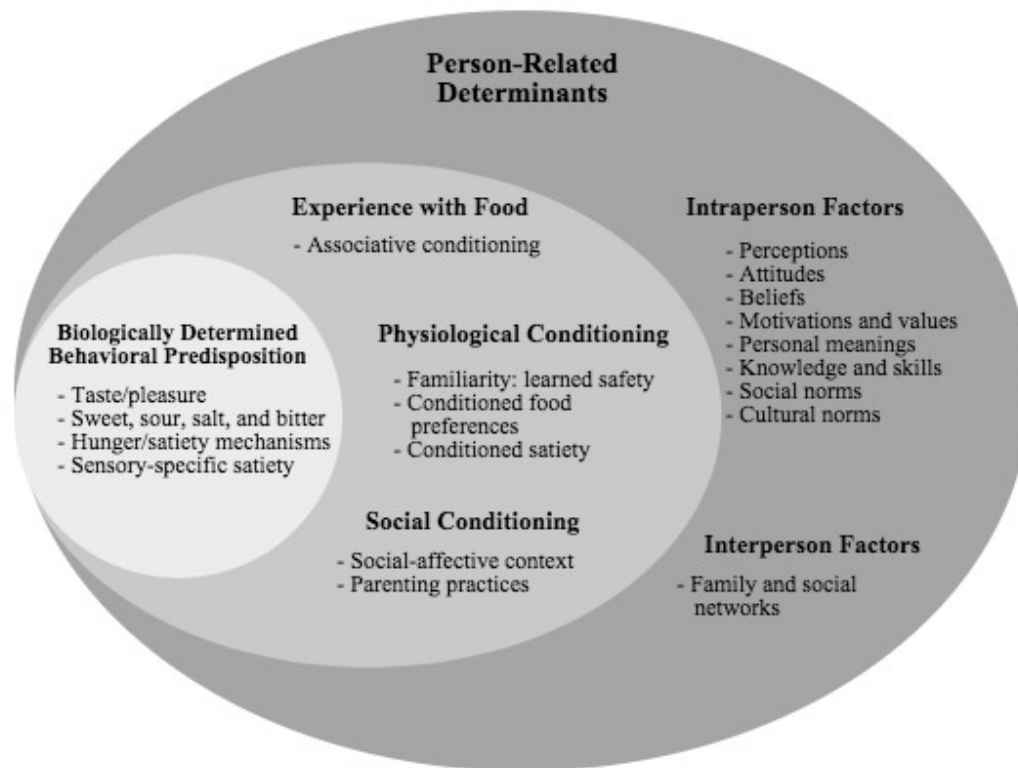 Person-Related
Determinants
Experience with Food
- Associative conditioning
Intraperson Factors
- Perceptions
- Attitudes
- Beliefs
- Motivations and values
- Personal meanings
- Knowledge and skills
- Social norms
- Cultural norms
Biologically Determined
Behavioral Predisposition
- Taste/pleasure
- Sweet, sour, salt, and bitter
- Hunger/satiety mechanisms
- Sensory-specific satiety
Physiological Conditioning
- Familiarity: learned safety
- Conditioned food
preferences
- Conditioned satiety
Social Conditioning
- Social-affective context
- Parenting practices
Interperson Factors
- Family and social
networks